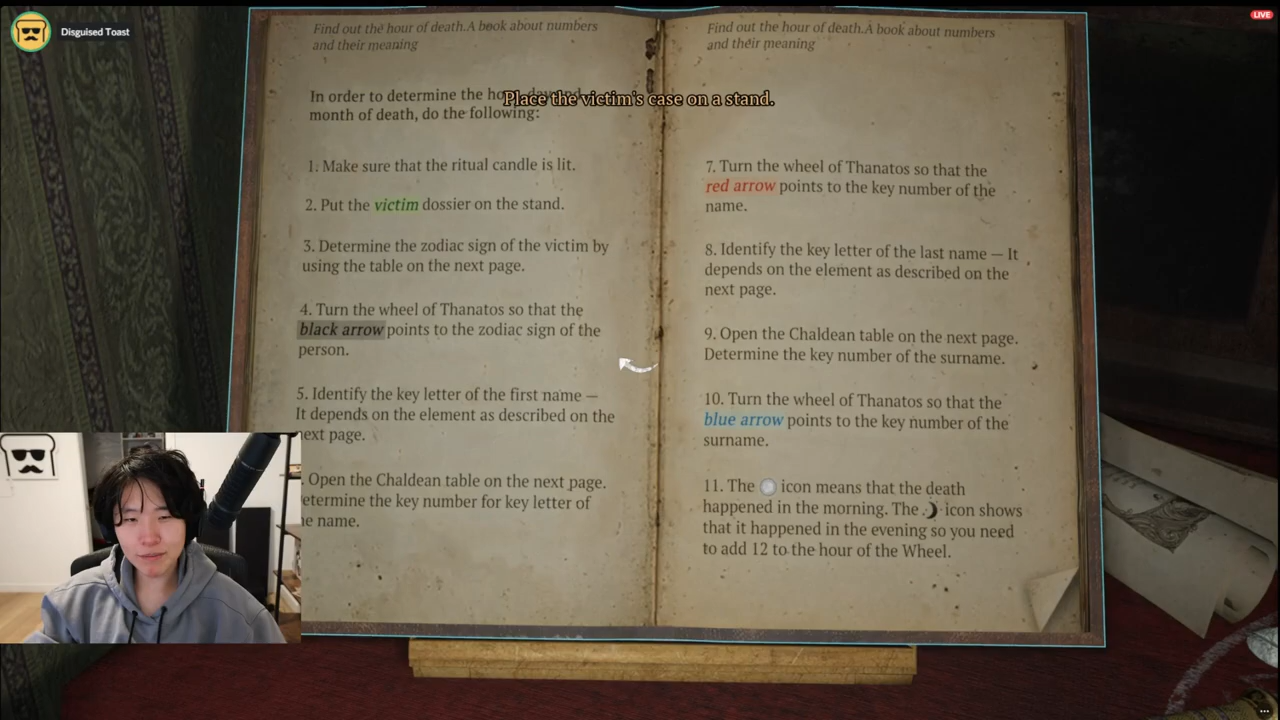 LIVE
Disguised Toast
Find out the hour of death.A book about numbers
and their meaning
In order to determine the
month of death, do the following:
1. Make sure that the ritual candle is lit.
2. Put the victim dossier on the stand.
3. Determine the zodiac sign of the victim by
using the table on the next page.
4. Turn the wheel of Thanatos so that the
black arrow points to the zodiac sign of the
person.
5. Identify the key letter of the first name —
It depends on the element as described on the
ext page.
. Open the Chaldean table on the next page.
etermine the key number for key letter of
e name.
Place the victim's case on a stand.
Find out the hour of death.A book about numbers
and their meaning
7. Turn the wheel of Thanatos so that the
red arrow points to the key number of the
name.
8. Identify the key letter of the last name — It
depends on the element as described on the
next page.
9. Open the Chaldean table on the next page.
Determine the key number of the surname.
10. Turn the wheel of Thanatos so that the
blue arrow points to the key number of the
surname.
11. The icon means that the death
happened in the morning. The icon shows
that it happened in the evening so you need
to add 12 to the hour of the Wheel.